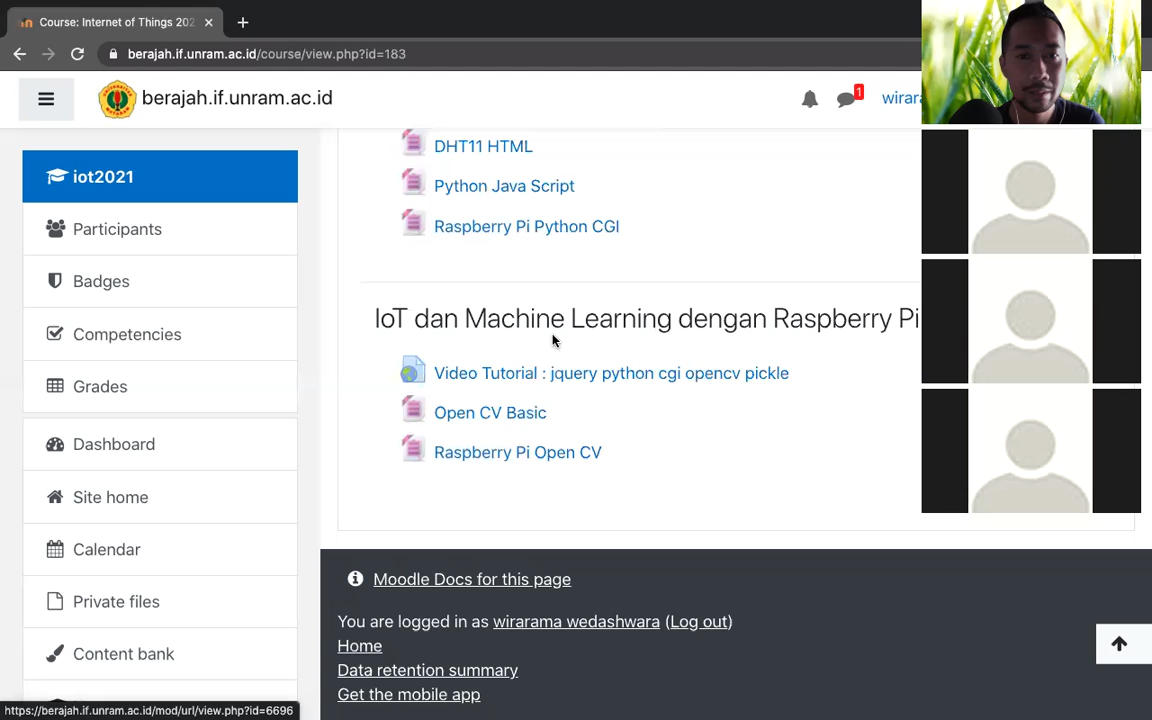 Course: Internet of Things 202
berajah.if.unram.ac.id/course/view.php?id=183
berajah.if.unram.ac.id
1
wirara
iot2021
Participants
Badges
Competencies
Grades
Dashboard
Site home
Calendar
Private files
Content bank
DHT11 HTML
Python Java Script
Raspberry Pi Python CGI
IoT dan Machine Learning dengan Raspberry Pi
Video Tutorial : jquery python cgi opencv pickle
Open CV Basic
Raspberry Pi Open CV
Moodle Docs for this page
You are logged in as wirarama wedashwara (Log out)
Home
Data retention summary
Get the mobile app
https://berajah.if.unram.ac.id/mod/url/view.php?id=6696